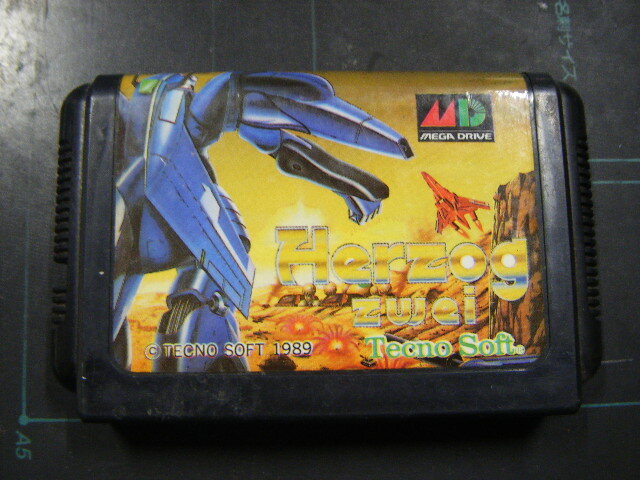 MD
MEGA DRIVE
Herzog
zwei
© TECNO SOFT 1989
Tecno Soft®
A5